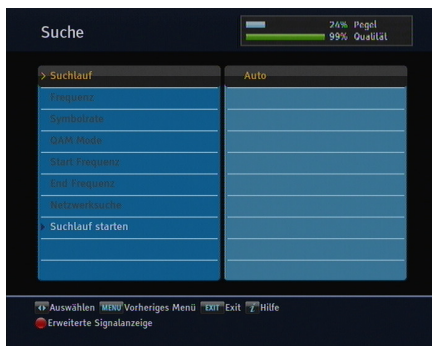 Suche
24% Pegel
99% Qualität
> Suchlauf Auto
Frequenz
Symbolrate
QAM Mode
Start Frequenz
End Frequenz
Netzwerksuche
Suchlauf starten
Auswählen MENU Vorheriges Menü EXIT Exit ? Hilfe
Erweiterte Signalanzeige